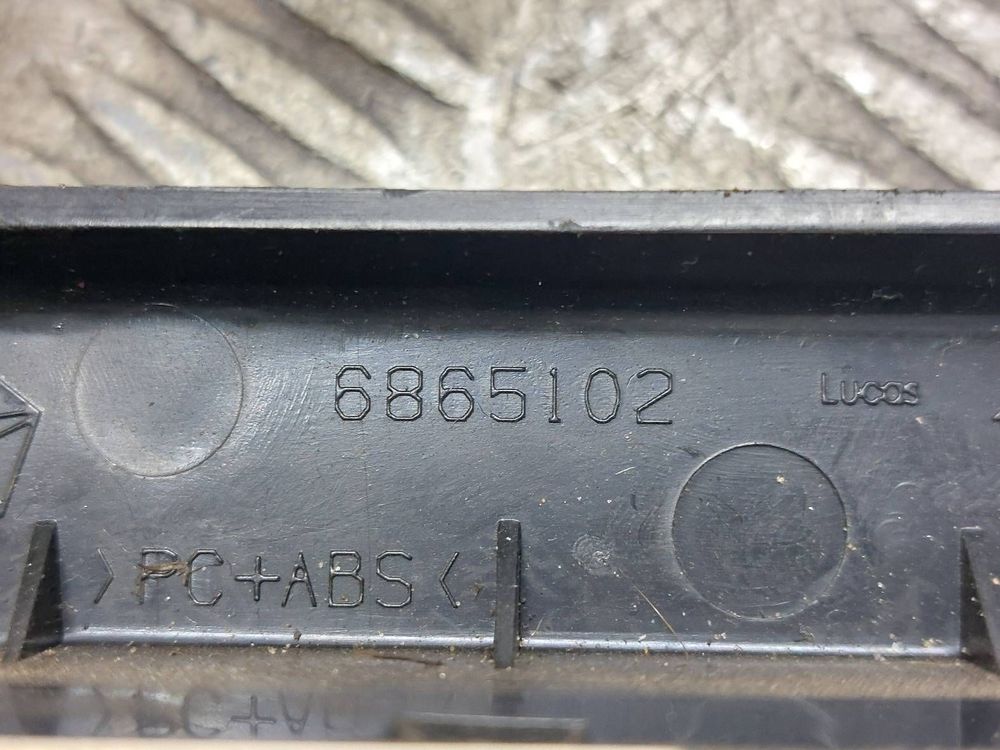 6865102
Lucas
>PC+ABS<